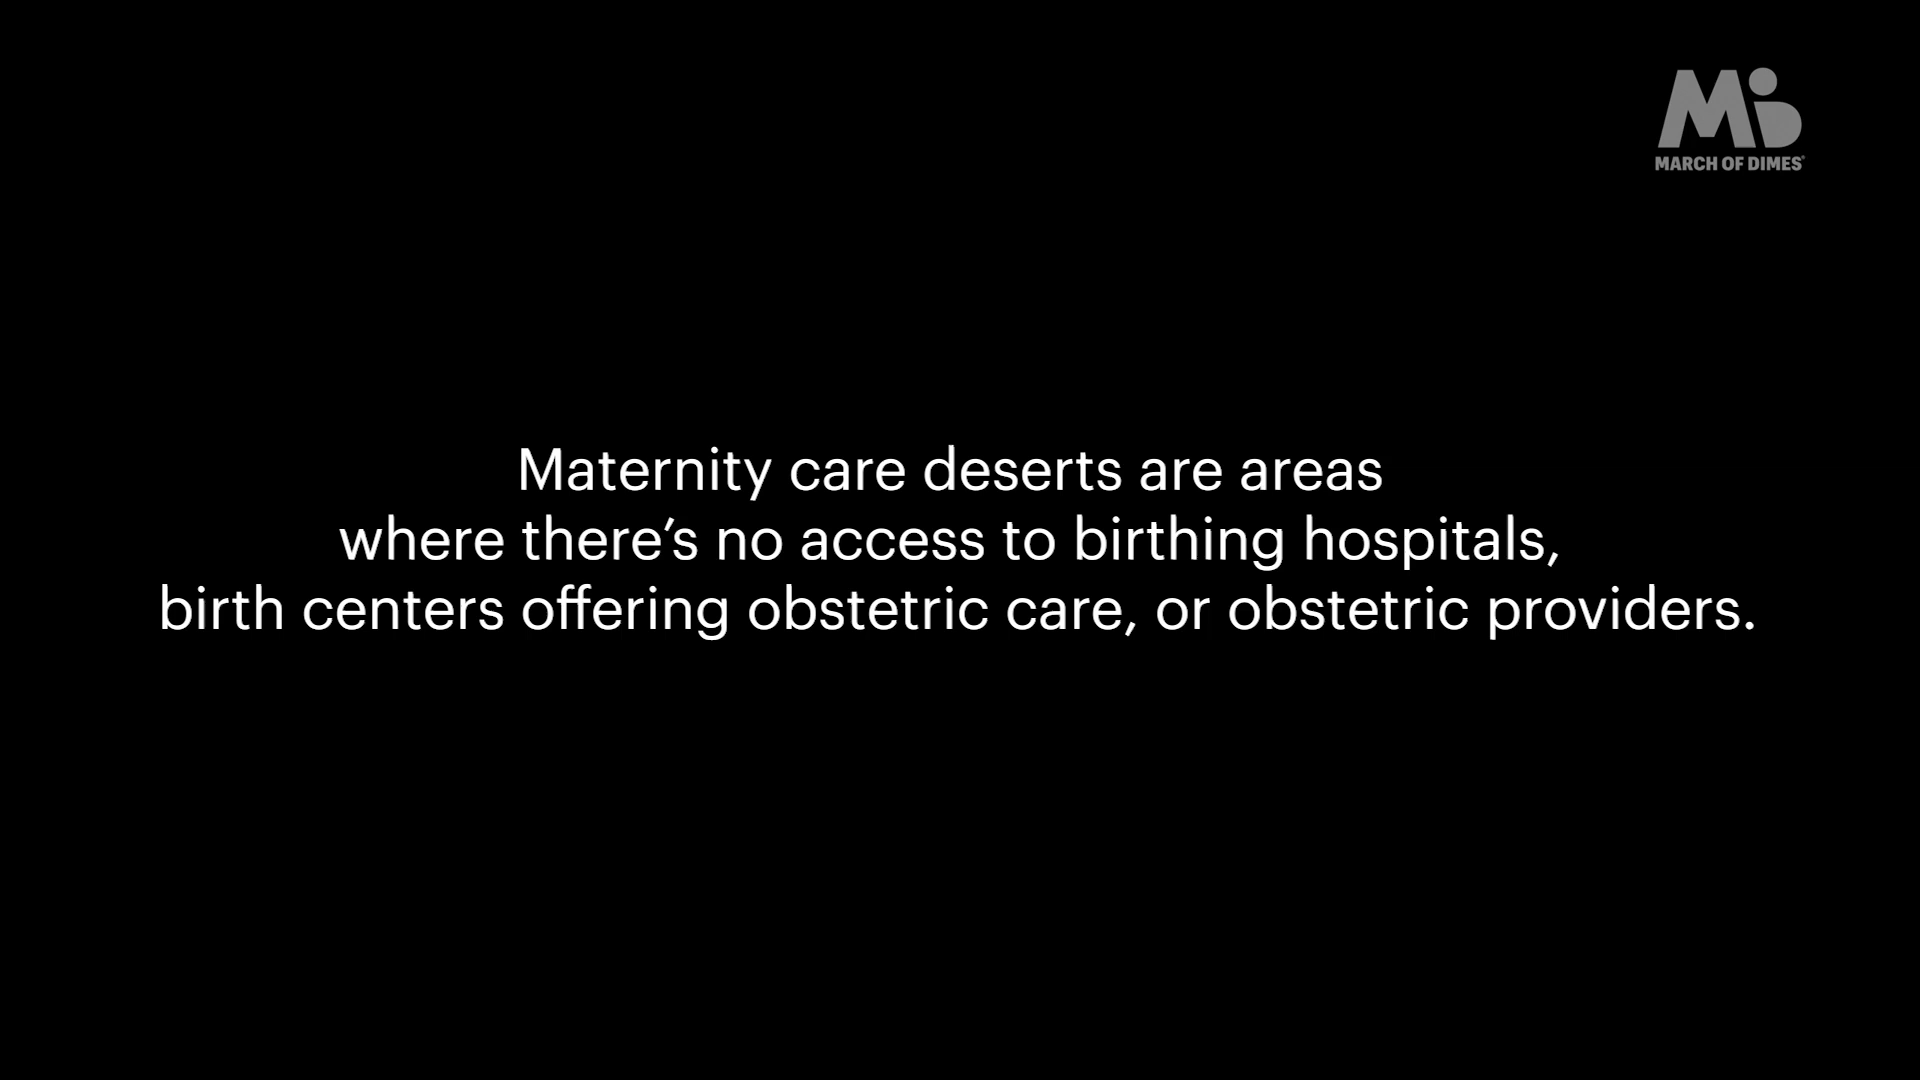 MARCH OF DIMES®
Maternity care deserts are areas
where there’s no access to birthing hospitals,
birth centers offering obstetric care, or obstetric providers.